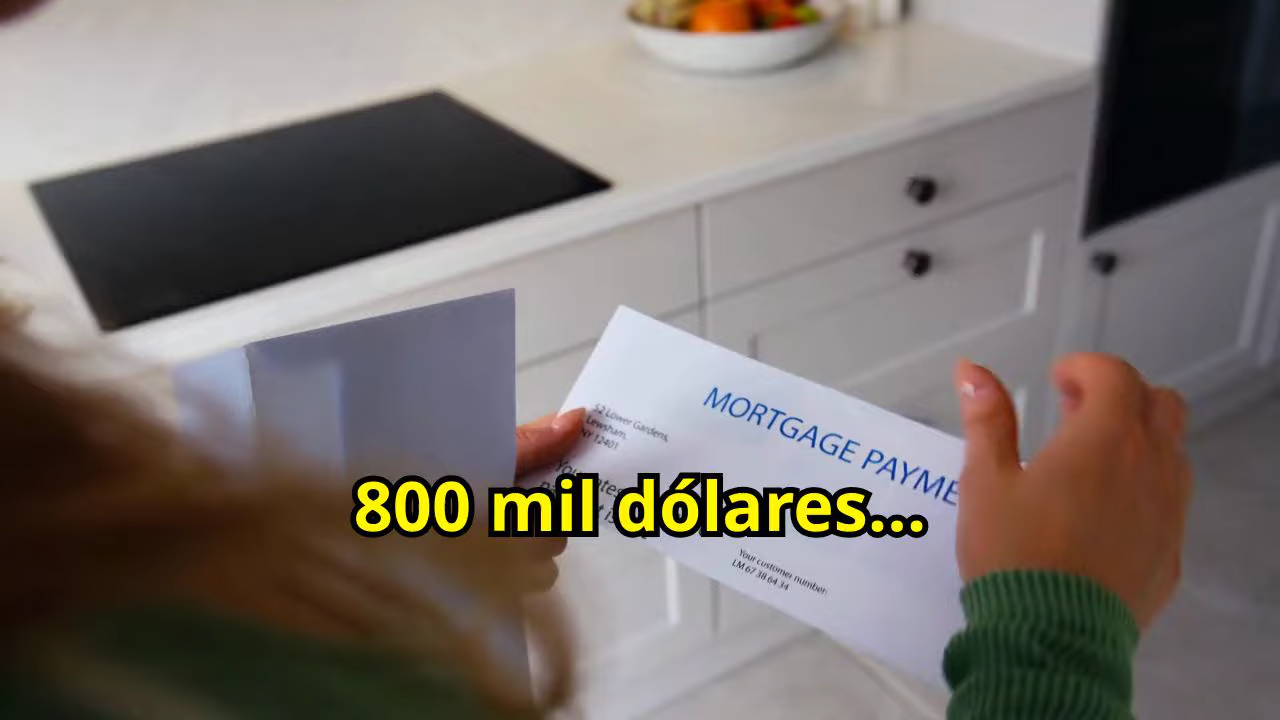 MORTGAGE PAYME
52 Lower Gardens,
Lewsham,
NY 12401
800 mil dólares...
Your customer number:
LM 67 38 64 34